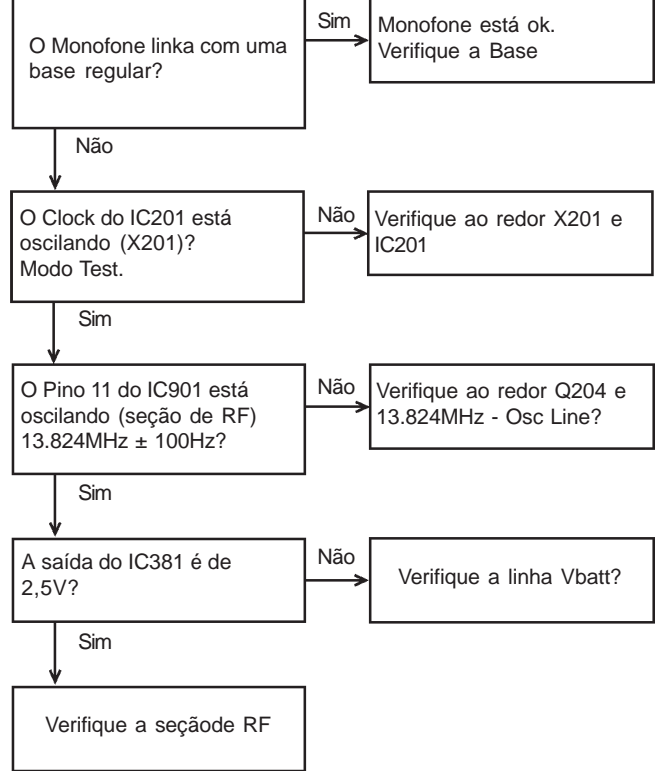 O Monofone linka com uma
base regular?
Sim
Monofone está ok.
Verifique a Base
Não
O Clock do IC201 está
oscilando (X201)?
Modo Test.
Não
Verifique ao redor X201 e
IC201
Sim
O Pino 11 do IC901 está
oscilando (seção de RF)
13.824MHz ± 100Hz?
Não
Verifique ao redor Q204 e
13.824MHz - Osc Line?
Sim
A saída do IC381 é de
2,5V?
Não
Verifique a linha Vbatt?
Sim
Verifique a seçãode RF